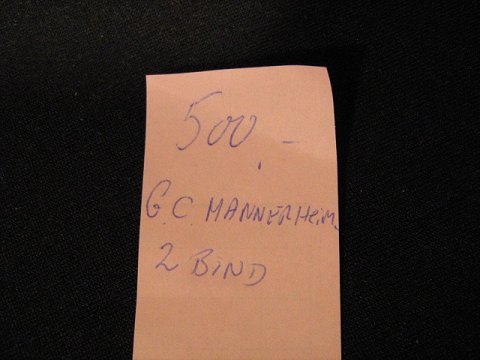 500,-
G.C. MANNERHEiM.
2 BiND